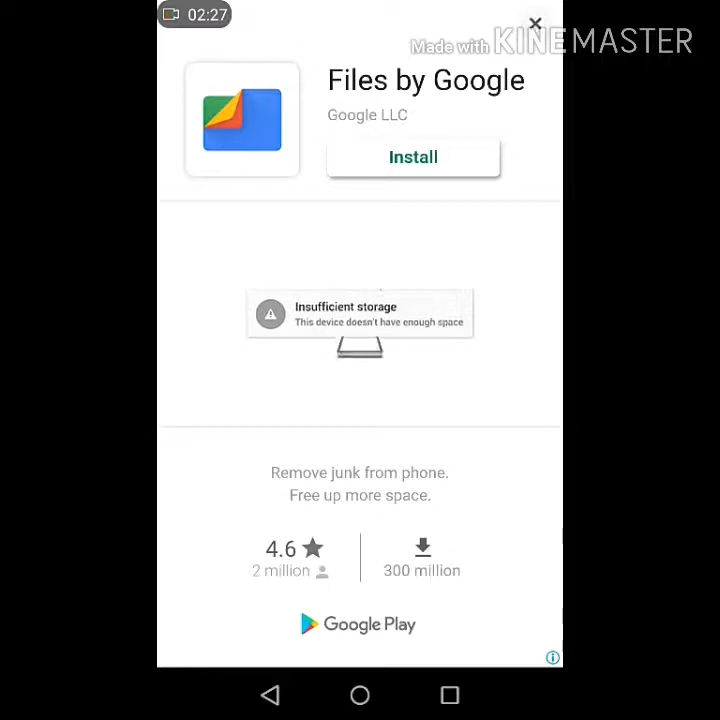 02:27
Made with KINEMASTER
Files by Google
Google LLC
Install
Insufficient storage
This device doesn't have enough space
Remove junk from phone.
Free up more space.
4.6
2 million
300 million
Google Play